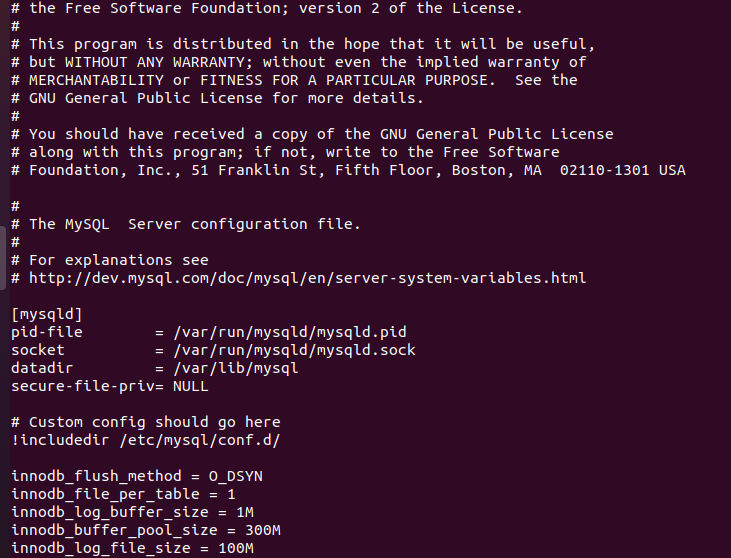 # the Free Software Foundation; version 2 of the License.
#
# This program is distributed in the hope that it will be useful,
# but WITHOUT ANY WARRANTY; without even the implied warranty of
# MERCHANTABILITY or FITNESS FOR A PARTICULAR PURPOSE.  See the
# GNU General Public License for more details.
#
# You should have received a copy of the GNU General Public License
# along with this program; if not, write to the Free Software
# Foundation, Inc., 51 Franklin St, Fifth Floor, Boston, MA  02110-1301 USA

#
# The MySQL  Server configuration file.
#
# For explanations see
# http://dev.mysql.com/doc/mysql/en/server-system-variables.html

[mysqld]
pid-file        = /var/run/mysqld/mysqld.pid
socket          = /var/run/mysqld/mysqld.sock
datadir         = /var/lib/mysql
secure-file-priv= NULL

# Custom config should go here
!includedir /etc/mysql/conf.d/

innodb_flush_method = O_DSYN
innodb_file_per_table = 1
innodb_log_buffer_size = 1M
innodb_buffer_pool_size = 300M
innodb_log_file_size = 100M